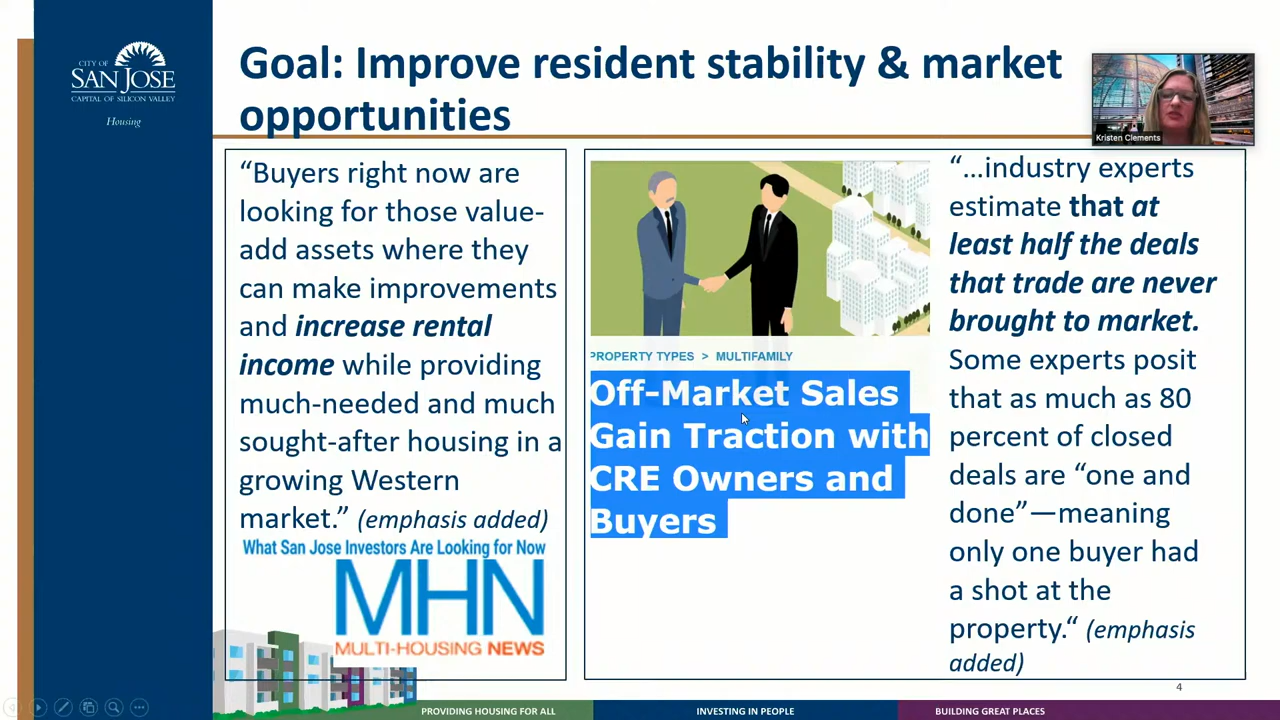 CITY OF
SAN JOSE
CAPITAL OF SILICON VALLEY
Housing
Goal: Improve resident stability & market
opportunities
Kristen Clements
“Buyers right now are
looking for those value-
add assets where they
can make improvements
and increase rental
income while providing
much-needed and much
sought-after housing in a
growing Western
market.” (emphasis added)
What San Jose Investors Are Looking for Now
MHN
MULTI-HOUSING NEWS
PROPERTY TYPES > MULTIFAMILY
Off-Market Sales
Gain Traction with
CRE Owners and
Buyers
“…industry experts
estimate that at
least half the deals
that trade are never
brought to market.
Some experts posit
that as much as 80
percent of closed
deals are “one and
done”—meaning
only one buyer had
a shot at the
property.“ (emphasis
added)
4
PROVIDING HOUSING FOR ALL
INVESTING IN PEOPLE
BUILDING GREAT PLACES